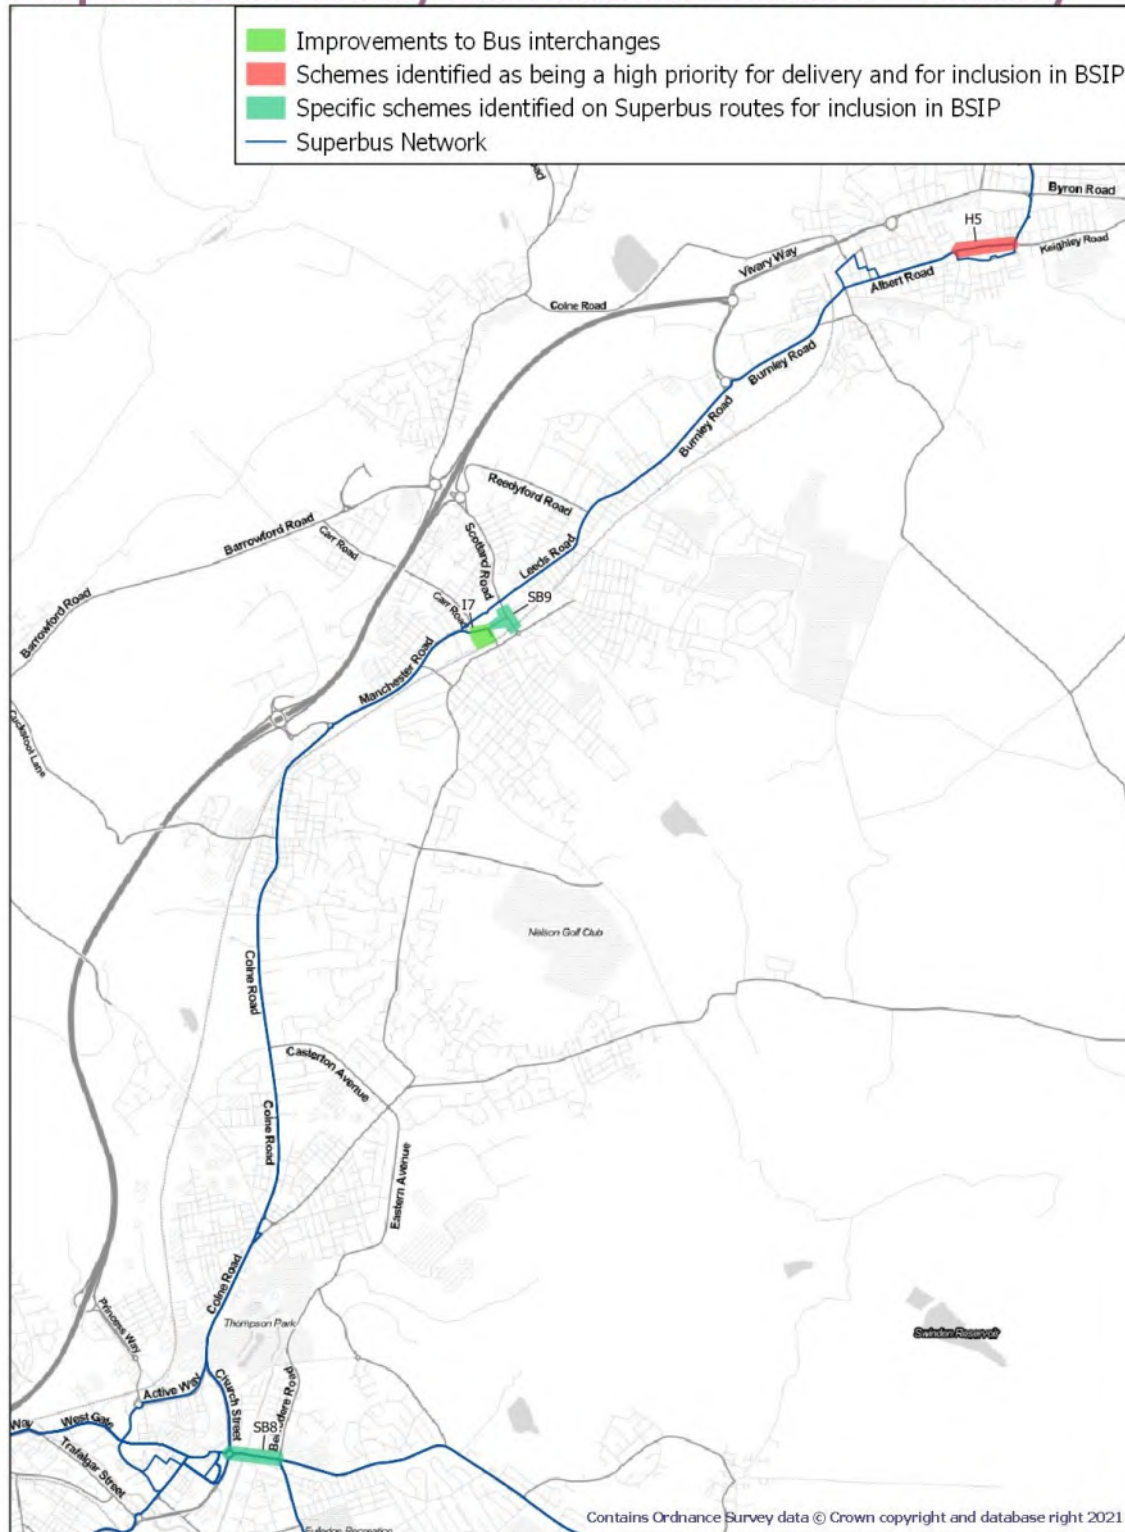 Improvements to Bus interchanges
Schemes identified as being a high priority for delivery and for inclusion in BSIP
Specific schemes identified on Superbus routes for inclusion in BSIP
Superbus Network
Byron Road
H5
Keighley Road
Vivary Way
Albert Road
Colne Road
Burnley Road
Burnley Road
Reedyford Road
Barrowford Road
Carr Road
Scotland Road
Leeds Road
Barrowford Road
Carr Road
I7
SB9
Manchester Road
Cuckstool Lane
Nelson Golf Club
Colne Road
Casterton Avenue
Colne Road
Eastern Avenue
Colne Road
Princess Way
Thompson Park
Swinden Reservoir
Active Way
Church Street
Way
West Gate
SB8
Trafalgar Street
Contains Ordnance Survey data © Crown copyright and database right 2021